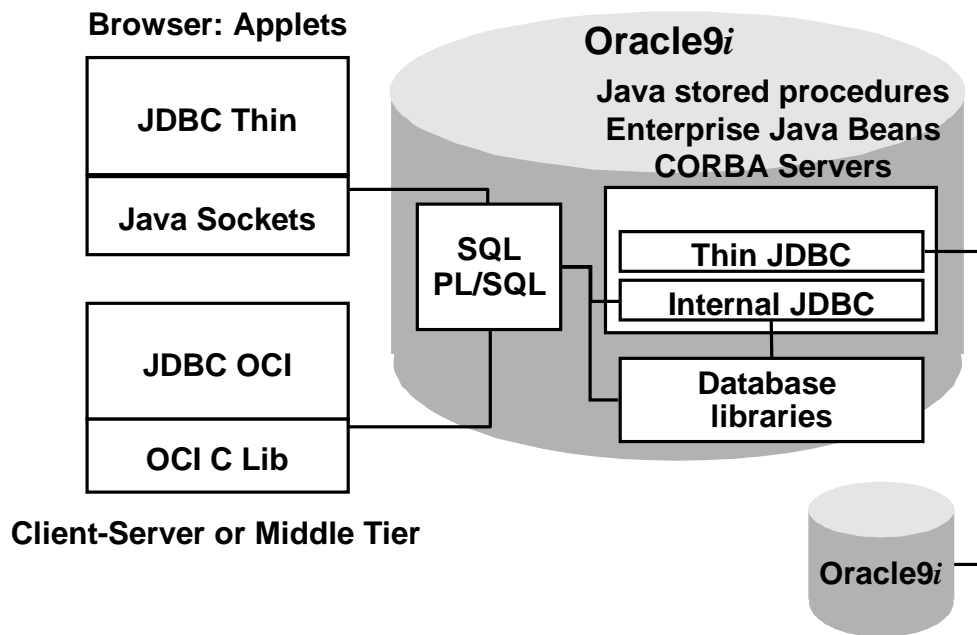 Browser: Applets
JDBC Thin
Java Sockets
JDBC OCI
OCI C Lib
Client-Server or Middle Tier
Oracle9i
Java stored procedures
Enterprise Java Beans
CORBA Servers
SQL
PL/SQL
Thin JDBC
Internal JDBC
Database
libraries
Oracle9i